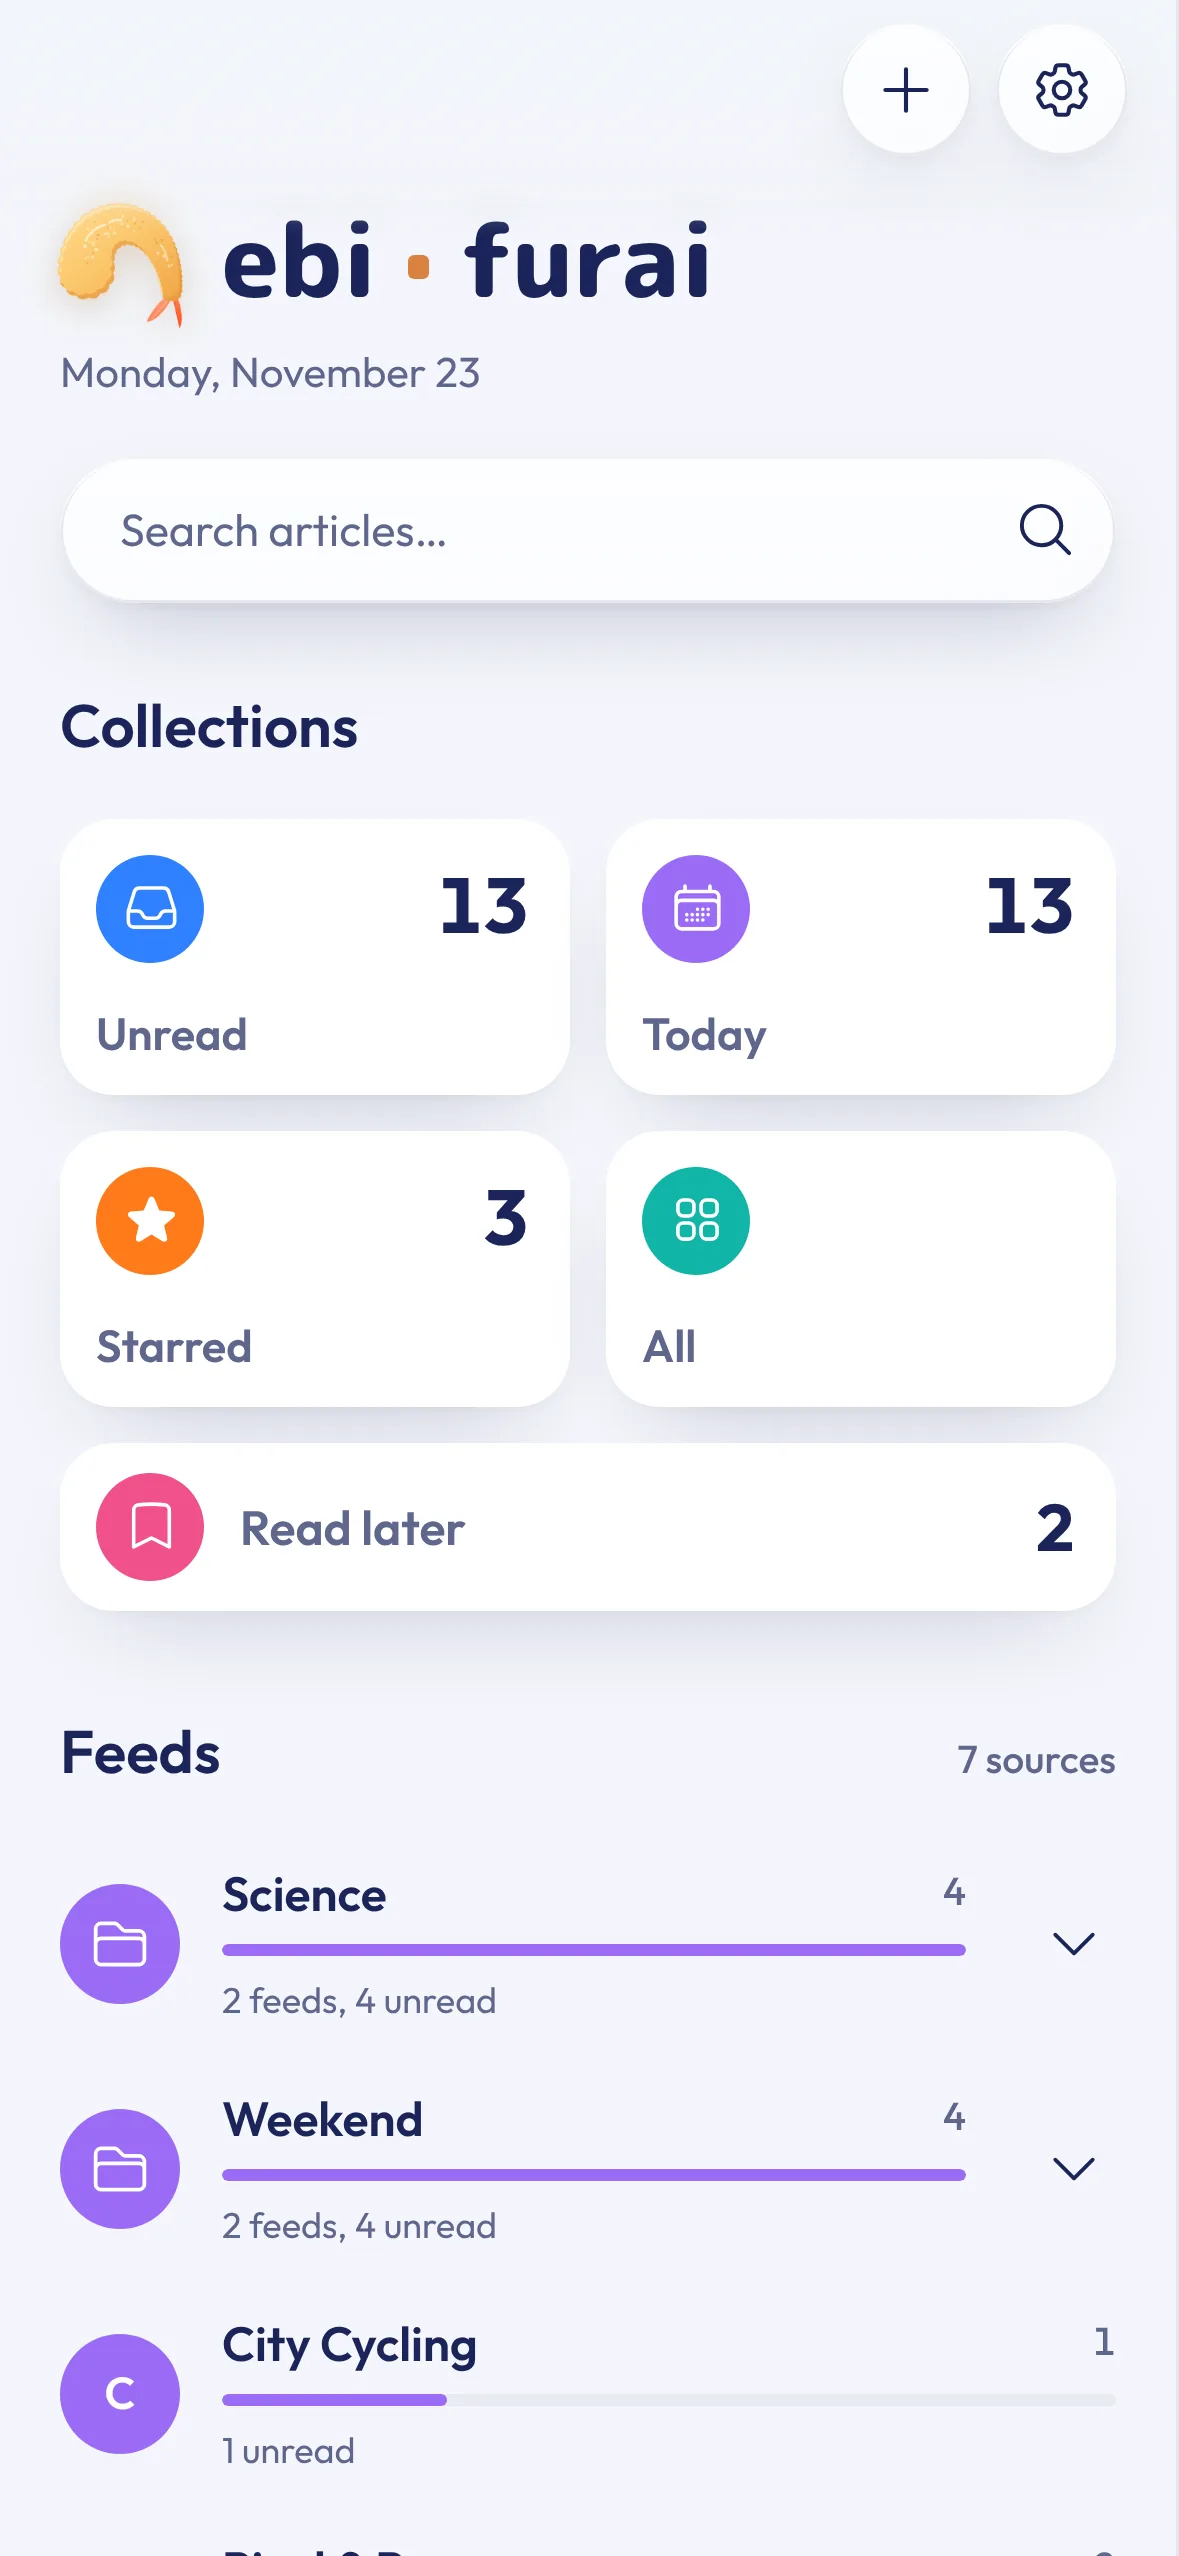 ebi · furai
Monday, November 23
Search articles...
Collections
13
Unread
13
Today
3
Starred
All
Read later
2
Feeds
7 sources
Science
4
2 feeds, 4 unread
Weekend
4
2 feeds, 4 unread
City Cycling
1
C
1 unread